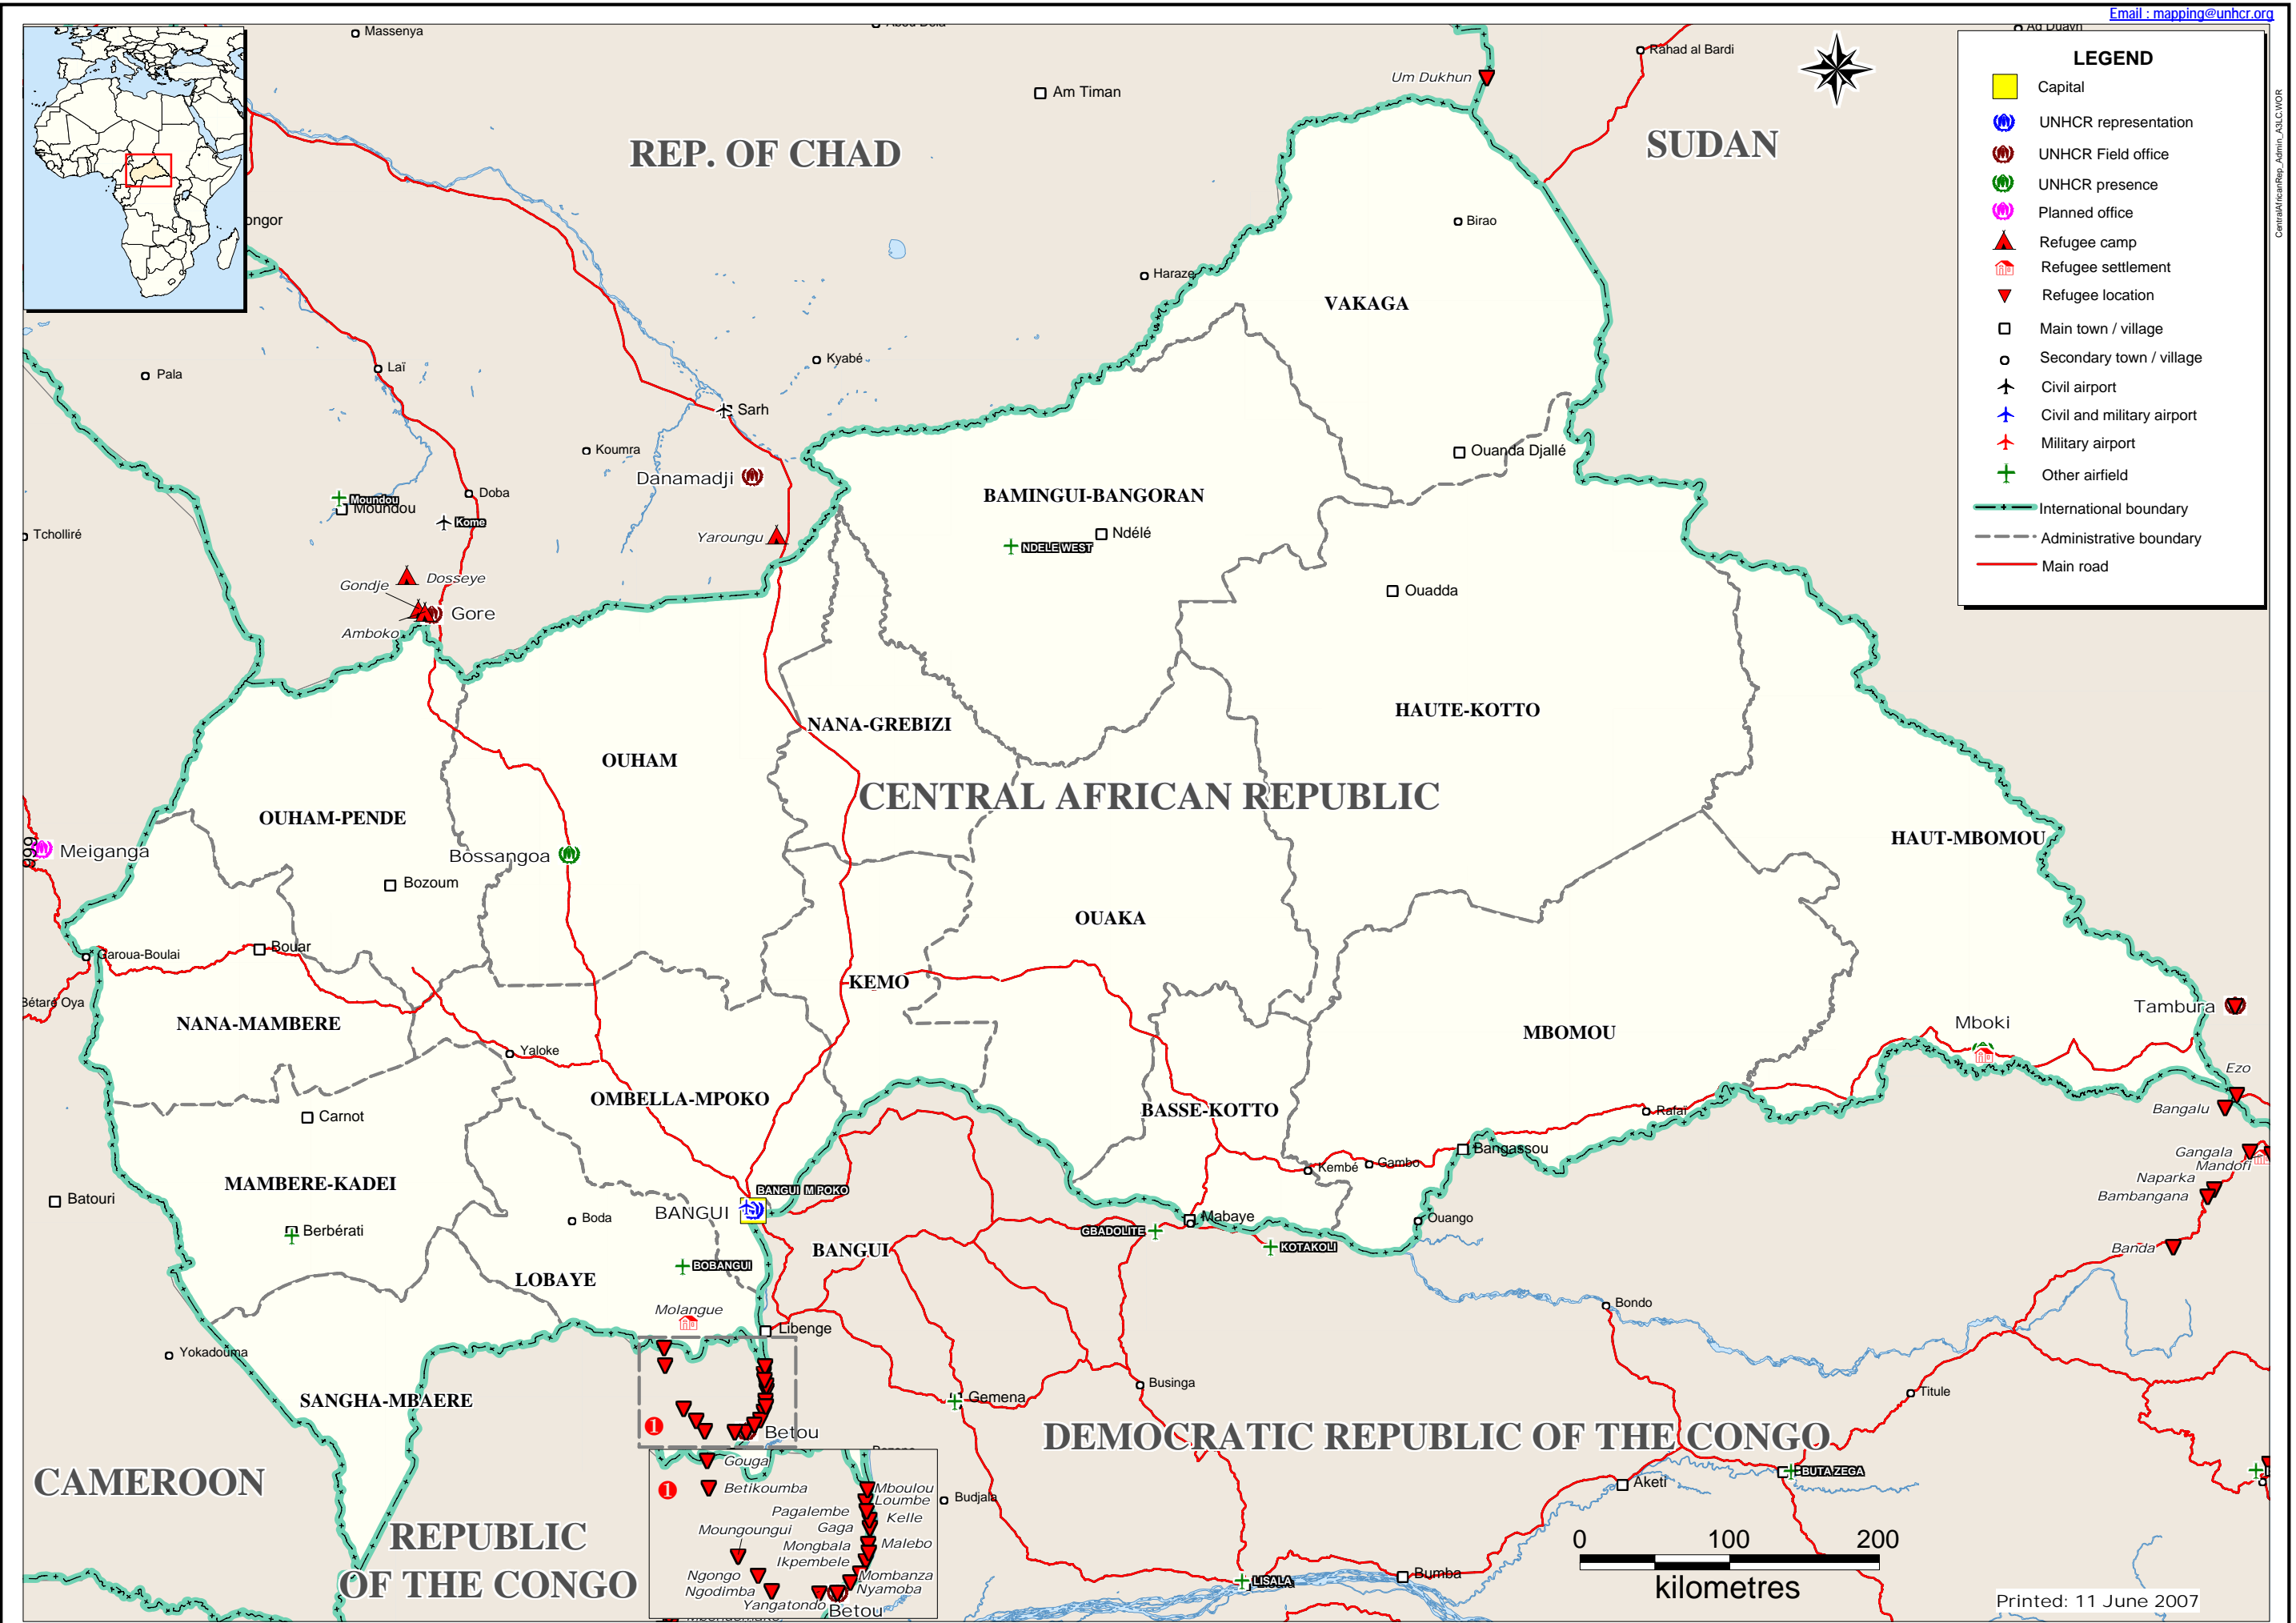 Email : mapping@unhcr.org
Massenya
Rahad al Bardi
Um Dukhun
Am Timan
REP. OF CHAD
SUDAN
LEGEND
Capital
UNHCR representation
UNHCR Field office
UNHCR presence
Planned office
Refugee camp
Refugee settlement
Refugee location
Main town / village
Secondary town / village
Civil airport
Civil and military airport
Military airport
Other airfield
International boundary
Administrative boundary
Main road
CentralAfricanRep_Admin_A3LC.WOR
ongor
Birao
Haraze
VAKAGA
Kyabé
Pala
Laï
Sarh
Koumra
Ouanda Djallé
Danamadji
Doba
BAMINGUI-BANGORAN
Moundou
Moundou
Kome
Tcholliré
Yaroungu
Ndélé
NDELE WEST
Gondje
Dosseye
Ouadda
Gore
Amboko
NANA-GREBIZI
HAUTE-KOTTO
OUHAM
CENTRAL AFRICAN REPUBLIC
OUHAM-PENDE
HAUT-MBOMOU
Meiganga
Bossangoa
Bozoum
OUAKA
Bouar
Garoua-Boulai
KEMO
Bétaré Oya
NANA-MAMBERE
Tambura
Mboki
MBOMOU
Yaloke
Ezo
OMBELLA-MPOKO
BASSE-KOTTO
Rafaï
Bangalu
Carnot
Bangassou
Gangala
Mandofi
Kembé
Gambo
Naparka
MAMBERE-KADEI
Bambangana
Batouri
BANGUI M POKO
BANGUI
Boda
Mabaye
Ouango
Berbérati
GBADOLITE
KOTAKOLI
Banda
BANGUI
BOBANGUI
LOBAYE
Molangue
Bondo
Libenge
Yokadouma
Businga
Titule
SANGHA-MBAERE
Gemena
1
Betou
DEMOCRATIC REPUBLIC OF THE CONGO
CAMEROON
Gouga
BUTA ZEGA
1
Betikoumba
Mboulou
Aketi
Loumbe
Budjala
Pagalembe
Kelle
Moungoungui
Gaga
REPUBLIC
OF THE CONGO
Mongbala
Malebo
Ikpembele
Ngongo
Mombanza
Ngodimba
Nyamoba
Yangatondo
Betou
LISALA
Bumba
0 100 200
kilometres
Printed: 11 June 2007